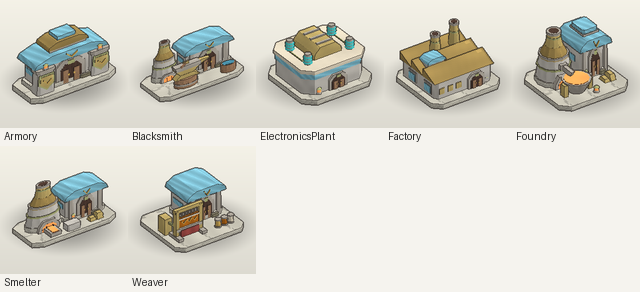 Armory
Blacksmith
ElectronicsPlant
Factory
Foundry
Smelter
Weaver